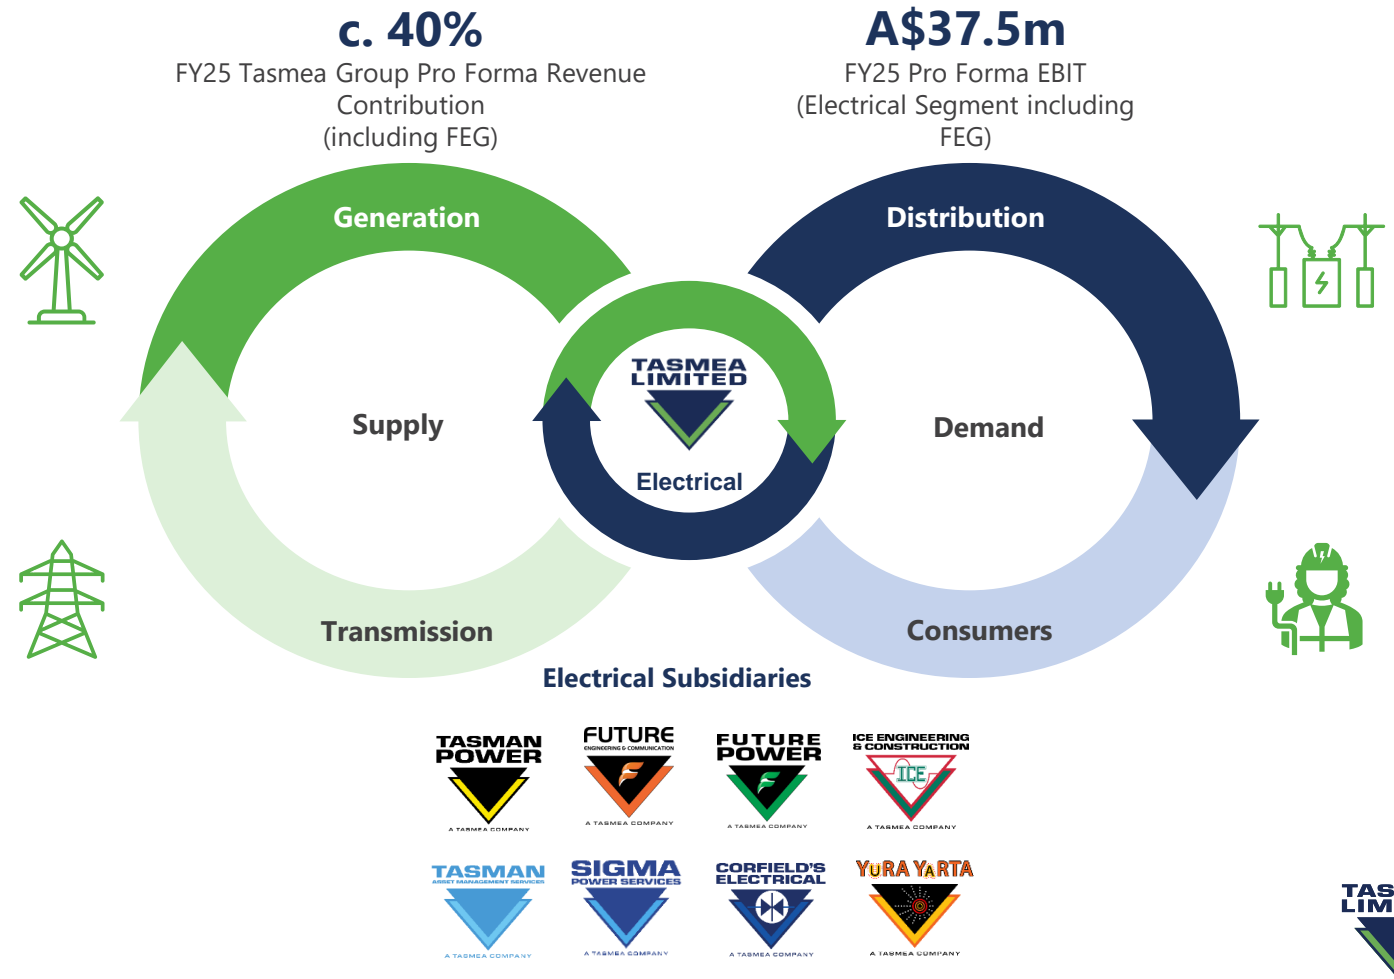 c. 40%
FY25 Tasmea Group Pro Forma Revenue
Contribution
(including FEG)
A$37.5m
FY25 Pro Forma EBIT
(Electrical Segment including
FEG)
Generation
Distribution
TASMEA
LIMITED
Supply
Demand
Electrical
Transmission
Consumers
Electrical Subsidiaries
TASMAN
POWER
A TASMEA COMPANY
FUTURE
ENGINEERING & COMMUNICATION
F
A TASMEA COMPANY
FUTURE
POWER
F
A TASMEA COMPANY
ICE ENGINEERING
& CONSTRUCTION
ICE
A TASMEA COMPANY
TASMAN
ASSET MANAGEMENT SERVICES
A TASMEA COMPANY
SIGMA
POWER SERVICES
A TASMEA COMPANY
CORFIELD'S
ELECTRICAL
A TASMEA COMPANY
YURA YARTA
A TASMEA COMPANY
TAS
LIM